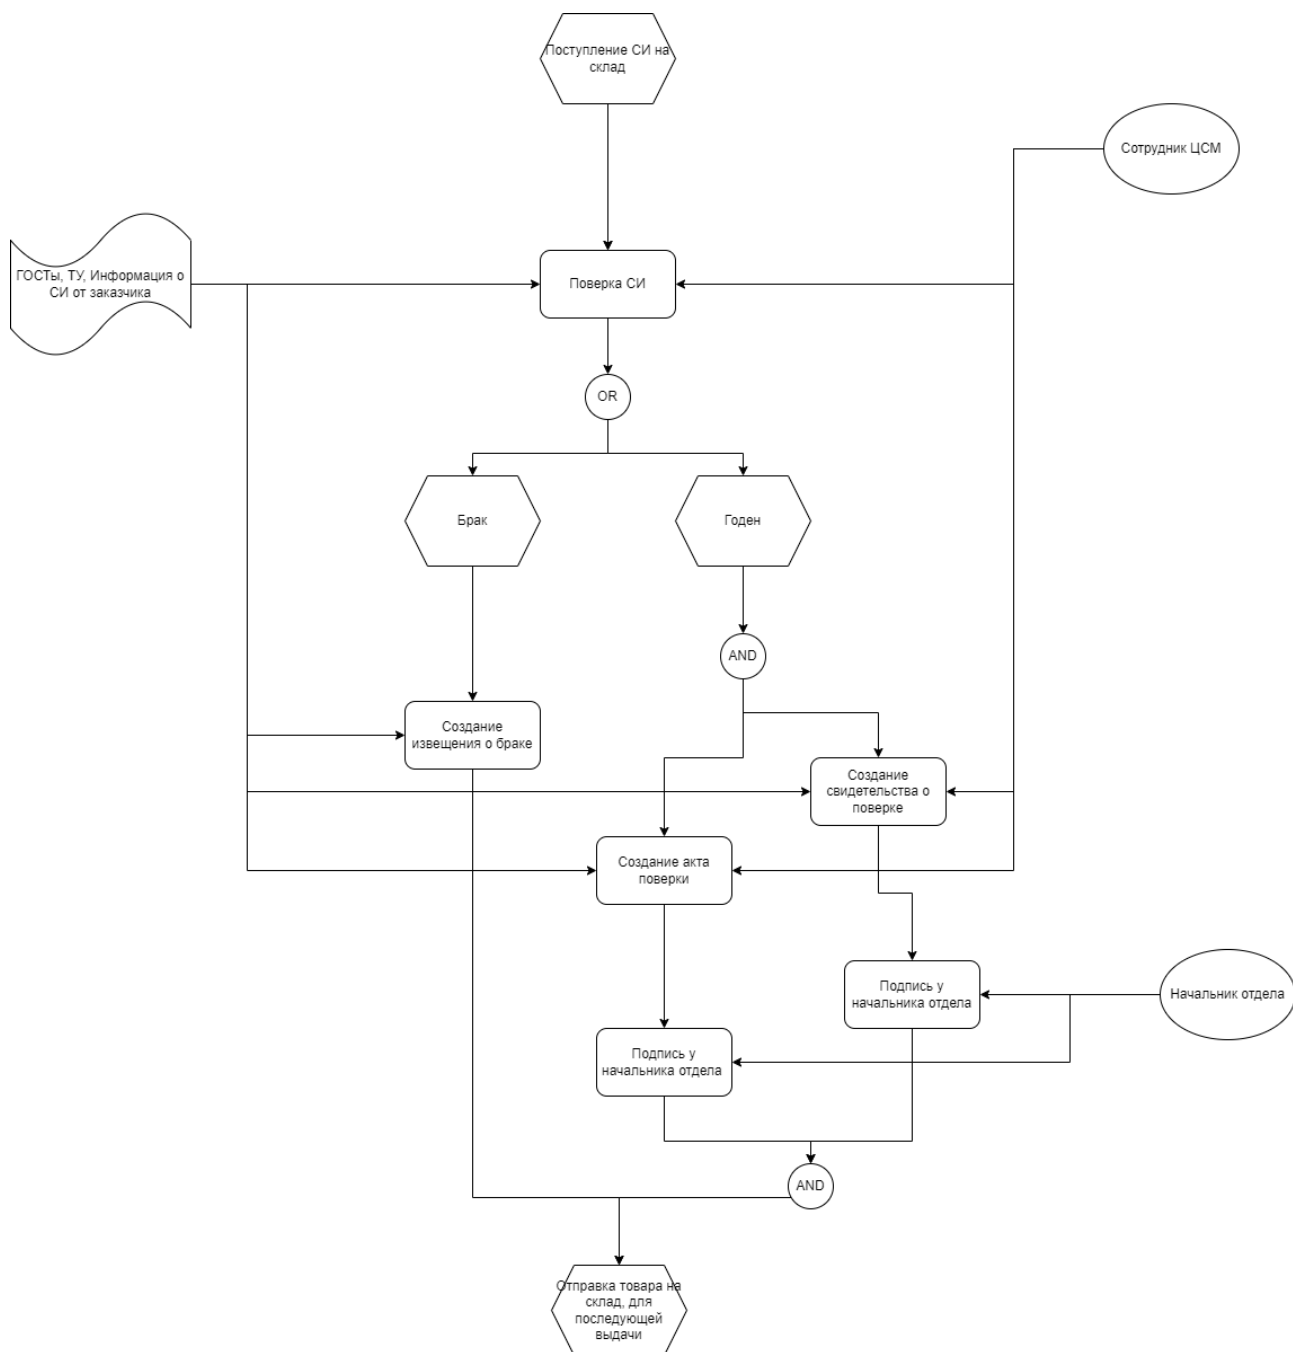 Поступление СИ на
склад
Сотрудник ЦСМ
ГОСТы, ТУ, Информация о
СИ от заказчика
Поверка СИ
OR
Брак
Годен
AND
Создание
извещения о браке
Создание
свидетельства о
поверке
Создание акта
поверки
Подпись у
начальника отдела
Начальник отдела
Подпись у
начальника отдела
AND
Отправка товара на
склад, для
последующей
выдачи